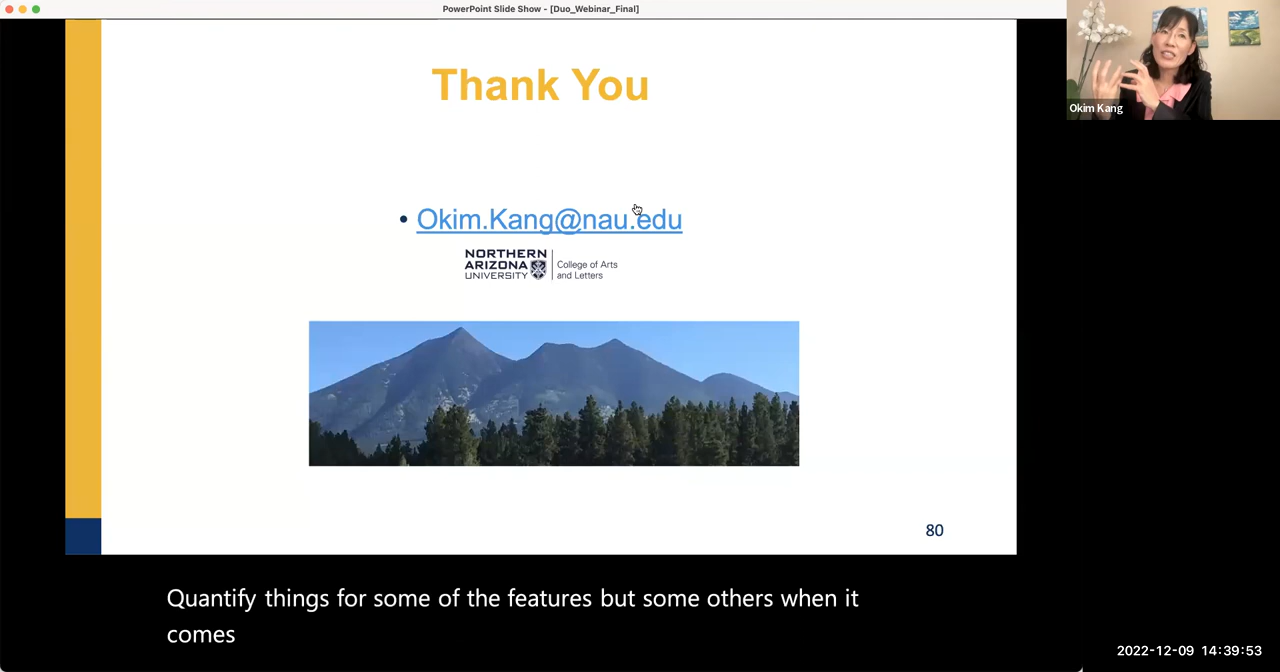 PowerPoint Slide Show - [Duo_Webinar_Final]
Thank You
• Okim.Kang@nau.edu
NORTHERN
ARIZONA
UNIVERSITY
College of Arts
and Letters
80
Okim Kang
Quantify things for some of the features but some others when it
comes
2022-12-09 14:39:53